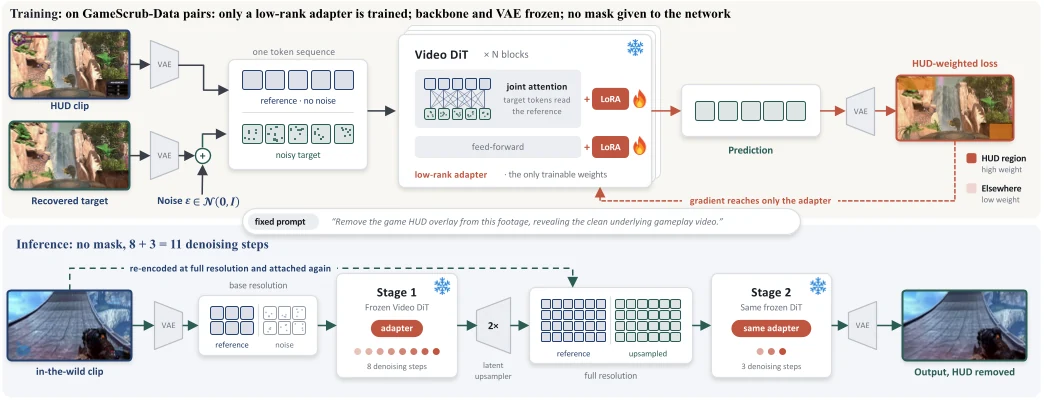 Training: on GameScrub-Data pairs: only a low-rank adapter is trained; backbone and VAE frozen; no mask given to the network
HUD clip
VAE
Recovered target
VAE
+
Noise ε ∈ 𝒩(0, I)
one token sequence
reference · no noise
noisy target
Video DiT × N blocks
joint attention
target tokens read
the reference
+ LoRA
feed-forward
+ LoRA
low-rank adapter · the only trainable weights
Prediction
VAE
HUD-weighted loss
HUD region
high weight
Elsewhere
low weight
gradient reaches only the adapter
fixed prompt "Remove the game HUD overlay from this footage, revealing the clean underlying gameplay video."
Inference: no mask, 8 + 3 = 11 denoising steps
re-encoded at full resolution and attached again
in-the-wild clip
VAE
base resolution
reference
noise
Stage 1
Frozen Video DiT
adapter
8 denoising steps
2×
latent
upsampler
reference
upsampled
full resolution
Stage 2
Same frozen DiT
same adapter
3 denoising steps
VAE
Output, HUD removed